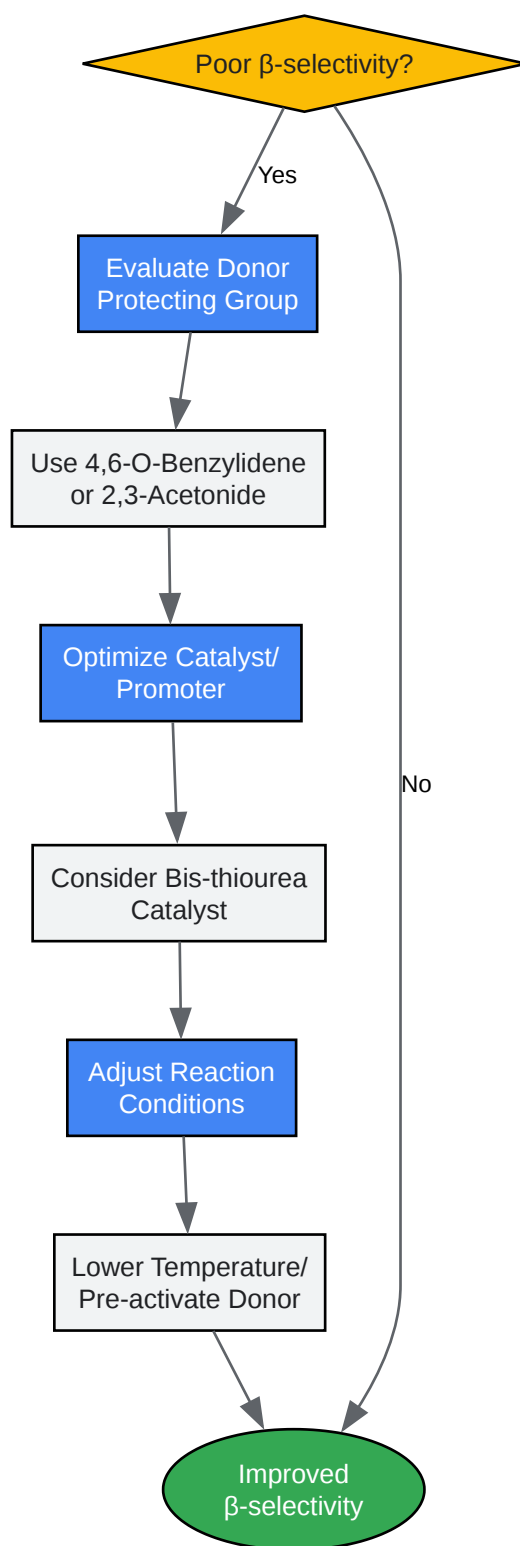 Poor β-selectivity?
Yes
Evaluate Donor
Protecting Group
Use 4,6-O-Benzylidene
or 2,3-Acetonide
Optimize Catalyst/
Promoter
No
Consider Bis-thiourea
Catalyst
Adjust Reaction
Conditions
Lower Temperature/
Pre-activate Donor
Improved
β-selectivity